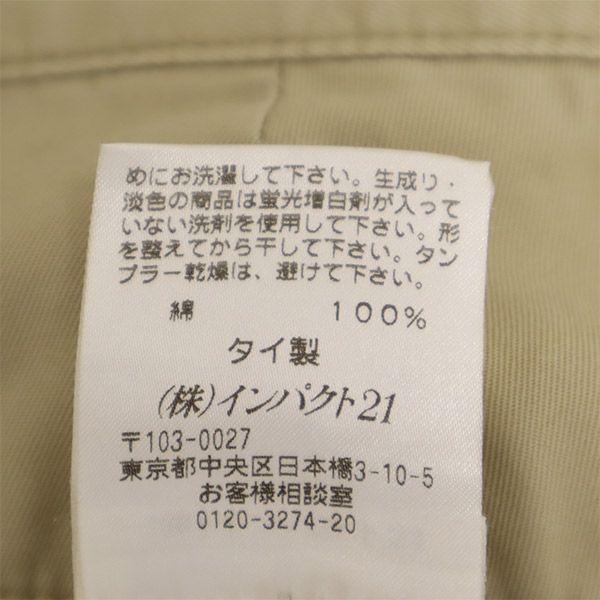 めにお洗濯して下さい。生成り・
淡色の商品は蛍光増白剤が入って
いない洗剤を使用して下さい。形
を整えてから干して下さい。タン
ブラー乾燥は、避けて下さい。
綿 100%
タイ製
(株)インパクト21
〒103-0027
東京都中央区日本橋3-10-5
お客様相談室
0120-3274-20